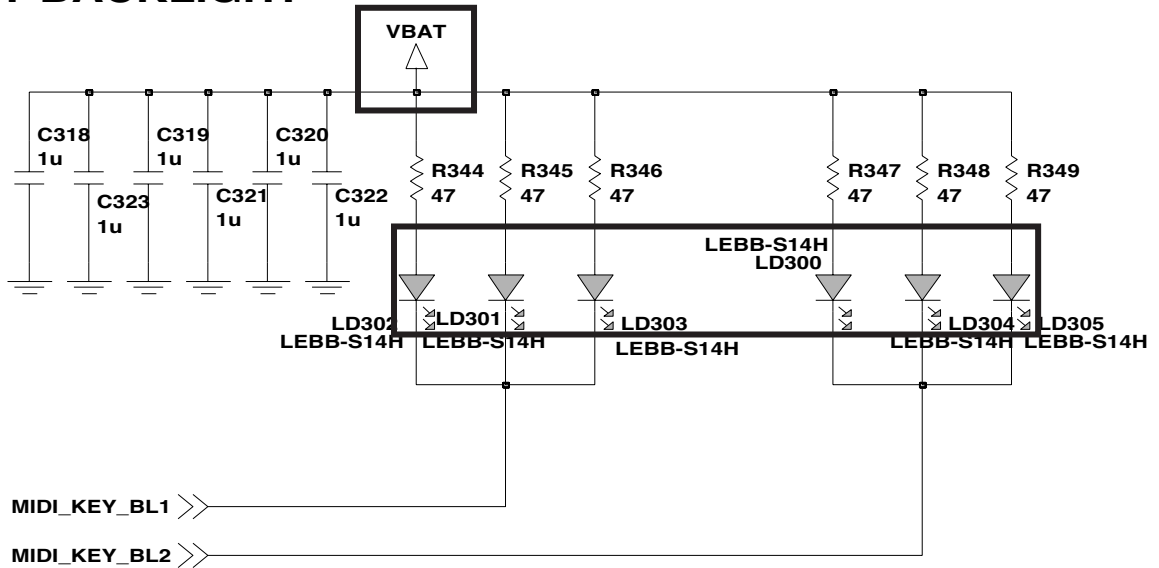 VBAT
C318
1u
C323
1u
C319
1u
C321
1u
C320
1u
C322
1u
R344
47
R345
47
R346
47
R347
47
R348
47
R349
47
LEBB-S14H
LD300
LD302
LEBB-S14H
LD301
LEBB-S14H
LD303
LEBB-S14H
LD304
LEBB-S14H
LD305
LEBB-S14H
MIDI_KEY_BL1
MIDI_KEY_BL2